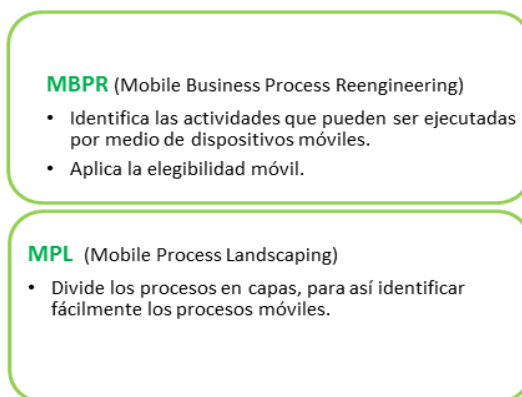 MBPR (Mobile Business Process Reengineering)
• Identifica las actividades que pueden ser ejecutadas
por medio de dispositivos móviles.
• Aplica la elegibilidad móvil.
MPL (Mobile Process Landscaping)
• Divide los procesos en capas, para así identificar
fácilmente los procesos móviles.